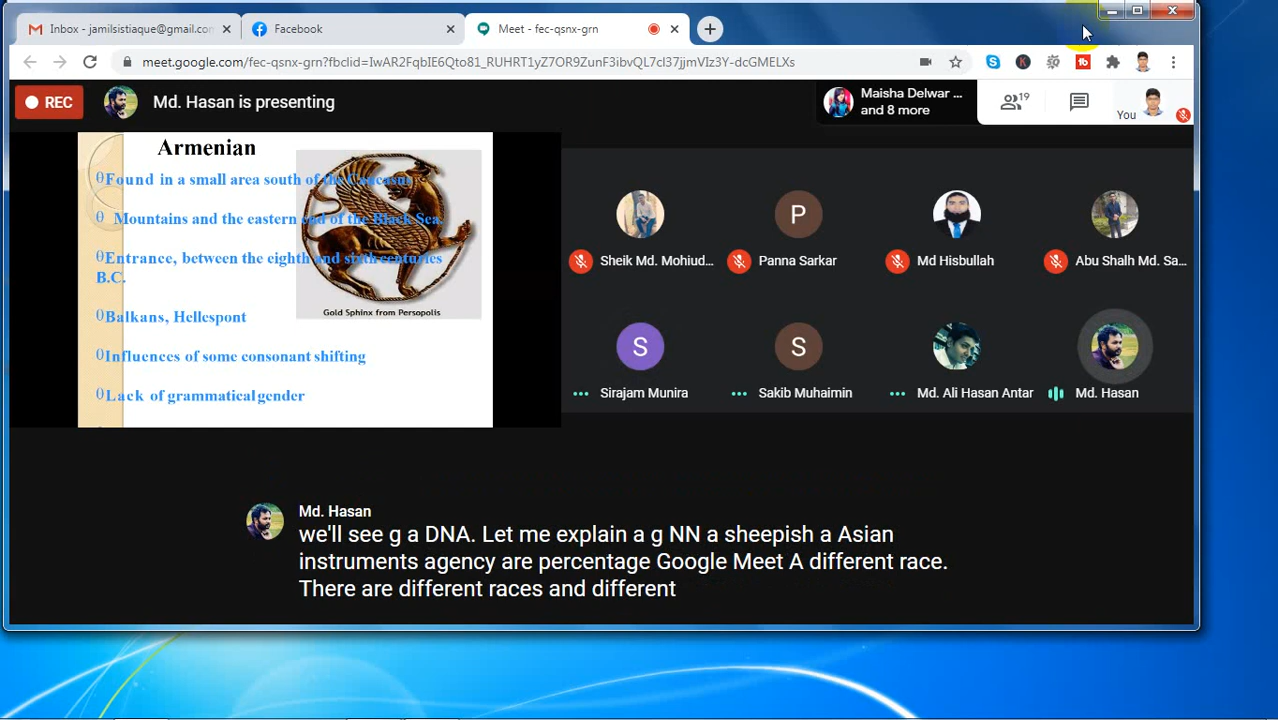 Inbox - jamilsistiaque@gmail.com
Facebook
Meet - fec-qsnx-grn
meet.google.com/fec-qsnx-grn?fbclid=IwAR2FqbIE6Qto81_RUHRT1yZ7OR9ZunF3ibvQL7cl37jjmVIz3Y-dcGMELXs
REC
Md. Hasan is presenting
Maisha Delwar ...
and 8 more
19
You
Armenian
θFound in a small area south of the Caucasus
θ Mountains and the eastern end of the Black Sea.
θEntrance, between the eighth and sixth centuries
B.C.
θBalkans, Hellespont
θInfluences of some consonant shifting
θLack of grammatical gender
Gold Sphinx from Persopolis
Sheik Md. Mohiud...
P
Panna Sarkar
Md Hisbullah
Abu Shalh Md. Sa...
S
Sirajam Munira
S
Sakib Muhaimin
Md. Ali Hasan Antar
Md. Hasan
Md. Hasan
we'll see g a DNA. Let me explain a g NN a sheepish a Asian
instruments agency are percentage Google Meet A different race.
There are different races and different